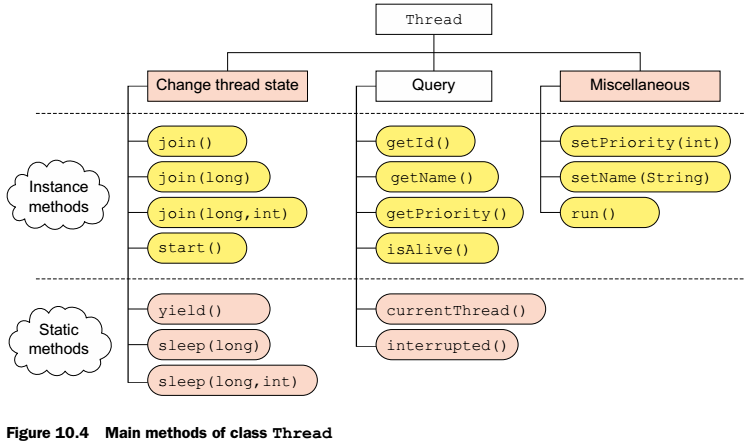 Thread
Change thread state
Query
Miscellaneous
Instance
methods
join()
join(long)
join(long,int)
start()
getId()
getName()
getPriority()
isAlive()
setPriority(int)
setName(String)
run()
Static
methods
yield()
sleep(long)
sleep(long,int)
currentThread()
interrupted()
Figure 10.4 Main methods of class Thread